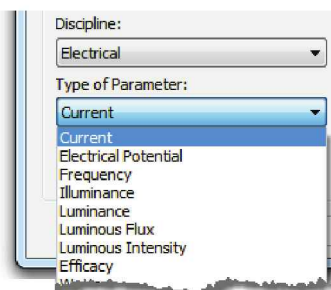 Discipline:
Electrical
Type of Parameter:
Current
Current
Electrical Potential
Frequency
Illuminance
Luminance
Luminous Flux
Luminous Intensity
Efficacy